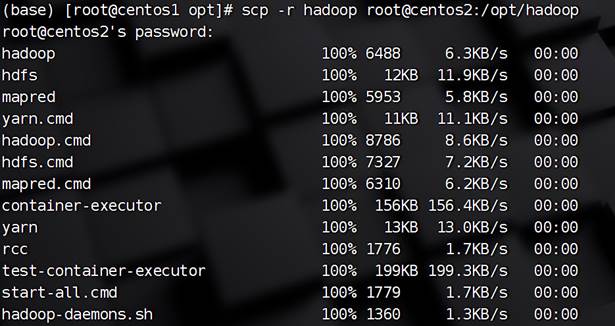 (base) [root@centos1 opt]# scp -r hadoop root@centos2:/opt/hadoop
root@centos2's password:
hadoop 100% 6488 6.3KB/s 00:00
hdfs 100% 12KB 11.9KB/s 00:00
mapred 100% 5953 5.8KB/s 00:00
yarn.cmd 100% 11KB 11.1KB/s 00:00
hadoop.cmd 100% 8786 8.6KB/s 00:00
hdfs.cmd 100% 7327 7.2KB/s 00:00
mapred.cmd 100% 6310 6.2KB/s 00:00
container-executor 100% 156KB 156.4KB/s 00:00
yarn 100% 13KB 13.0KB/s 00:00
rcc 100% 1776 1.7KB/s 00:00
test-container-executor 100% 199KB 199.3KB/s 00:00
start-all.cmd 100% 1779 1.7KB/s 00:00
hadoop-daemons.sh 100% 1360 1.3KB/s 00:00